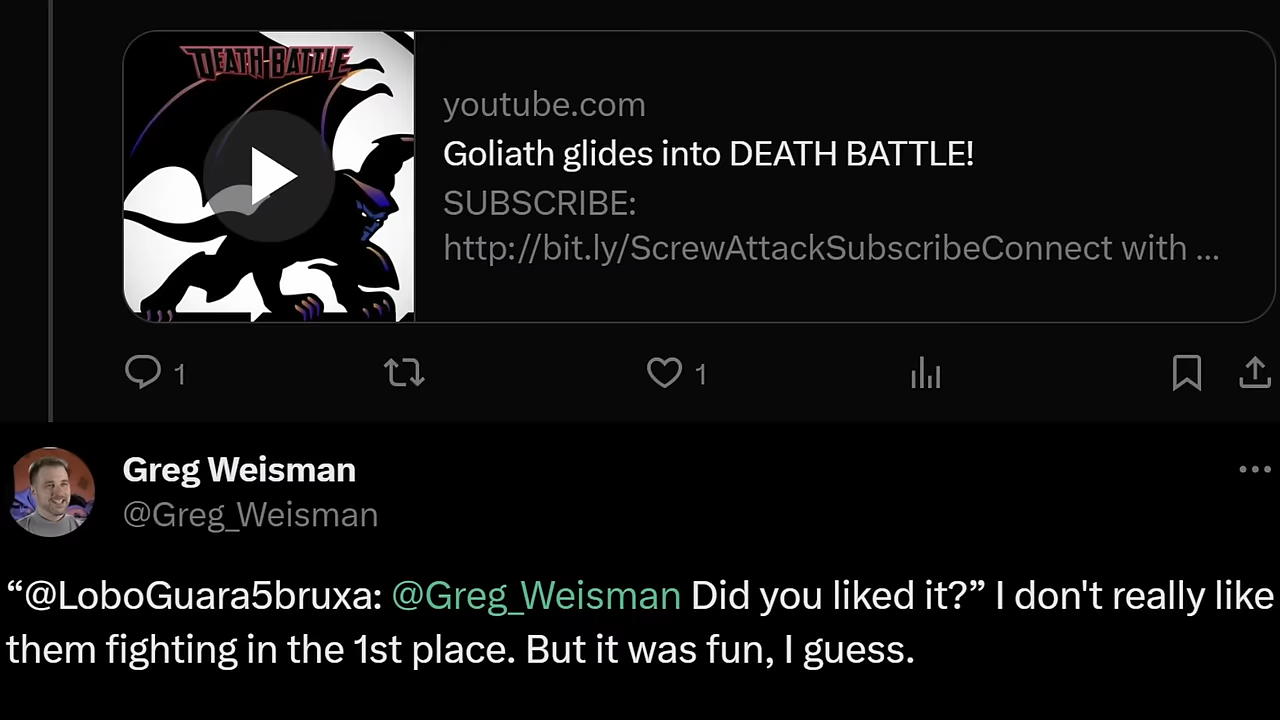 DEATH BATTLE
youtube.com
Goliath glides into DEATH BATTLE!
SUBSCRIBE:
http://bit.ly/ScrewAttackSubscribeConnect with ...
1
1
Greg Weisman
@Greg_Weisman
“@LoboGuara5bruxa: @Greg_Weisman Did you liked it?” I don't really like
them fighting in the 1st place. But it was fun, I guess.